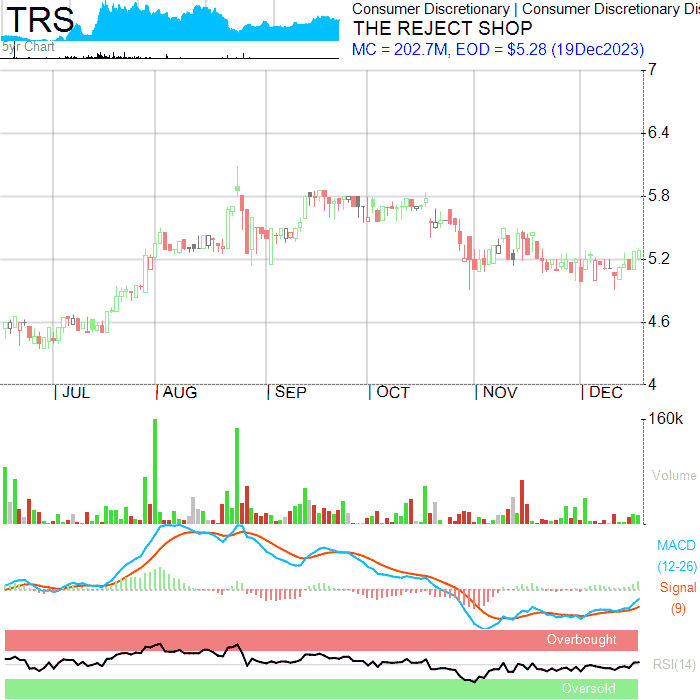 TRS
5yr Chart
Consumer Discretionary | Consumer Discretionary Dis
THE REJECT SHOP
MC = 202.7M, EOD = $5.28 (19Dec2023)
7
6.4
5.8
5.2
4.6
4
JUL AUG SEP OCT NOV DEC
160k
Volume
MACD
(12-26)
Signal
(9)
Overbought
RSI(14)
Oversold